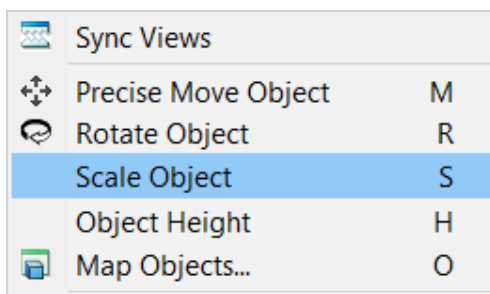 Sync Views
Precise Move Object M
Rotate Object R
Scale Object S
Object Height H
Map Objects... O